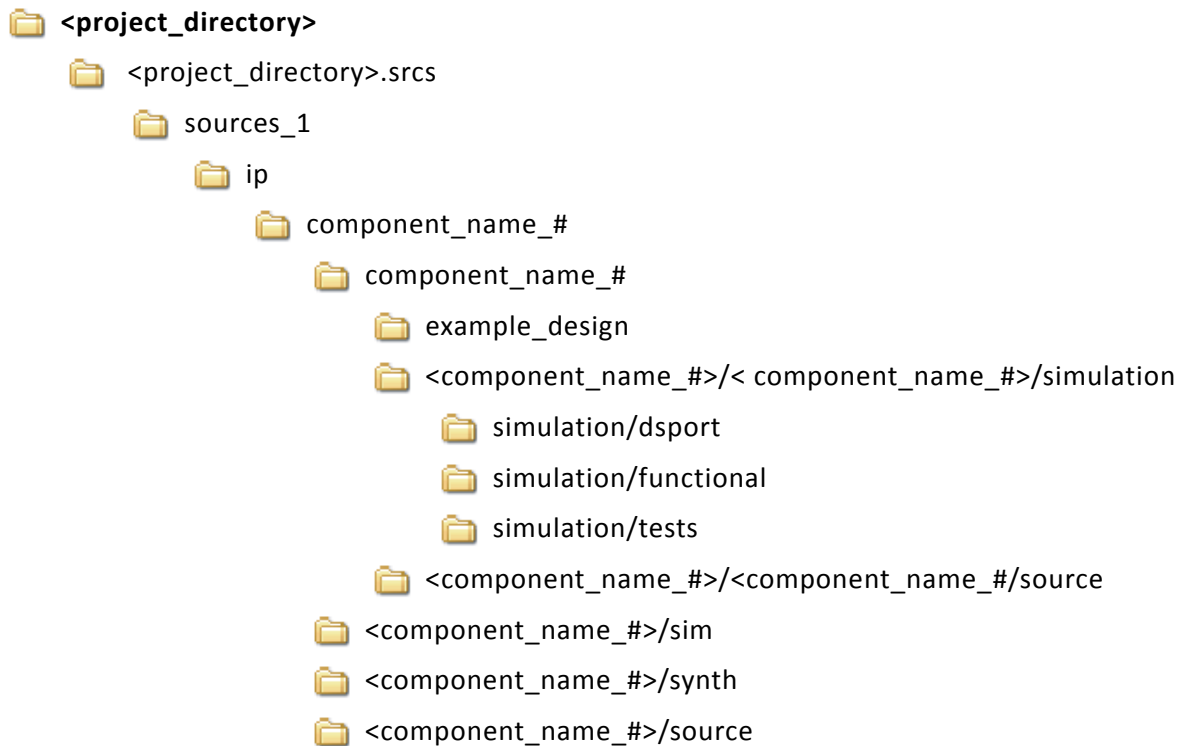 <project_directory>
<project_directory>.srcs
sources_1
ip
component_name_#
component_name_#
example_design
<component_name_#>/< component_name_#>/simulation
simulation/dsport
simulation/functional
simulation/tests
<component_name_#>/<component_name_#/source
<component_name_#>/sim
<component_name_#>/synth
<component_name_#>/source